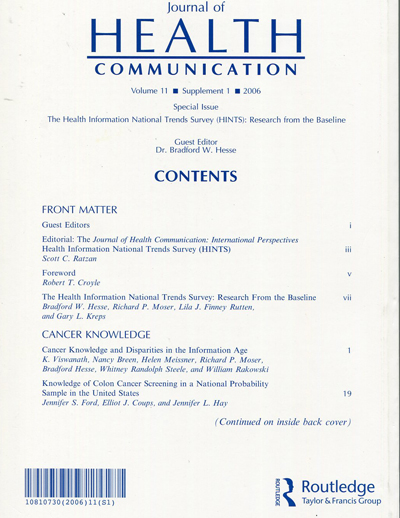 Journal of
HEALTH
COMMUNICATION
Volume 11 ■ Supplement 1 ■ 2006
Special Issue
The Health Information National Trends Survey (HINTS): Research from the Baseline
Guest Editor
Dr. Bradford W. Hesse
CONTENTS
FRONT MATTER
Guest Editors i
Editorial: The Journal of Health Communication: International Perspectives
Health Information National Trends Survey (HINTS) iii
Scott C. Ratzan
Foreword v
Robert T. Croyle
The Health Information National Trends Survey: Research From the Baseline vii
Bradford W. Hesse, Richard P. Moser, Lila J. Finney Rutten,
and Gary L. Kreps
CANCER KNOWLEDGE
Cancer Knowledge and Disparities in the Information Age 1
K. Viswanath, Nancy Breen, Helen Meissner, Richard P. Moser,
Bradford Hesse, Whitney Randolph Steele, and William Rakowski
Knowledge of Colon Cancer Screening in a National Probability
Sample in the United States 19
Jennifer S. Ford, Elliot J. Coups, and Jennifer L. Hay
(Continued on inside back cover)
10810730(2006)11(S1)
ROUTLEDGE
Routledge
Taylor & Francis Group